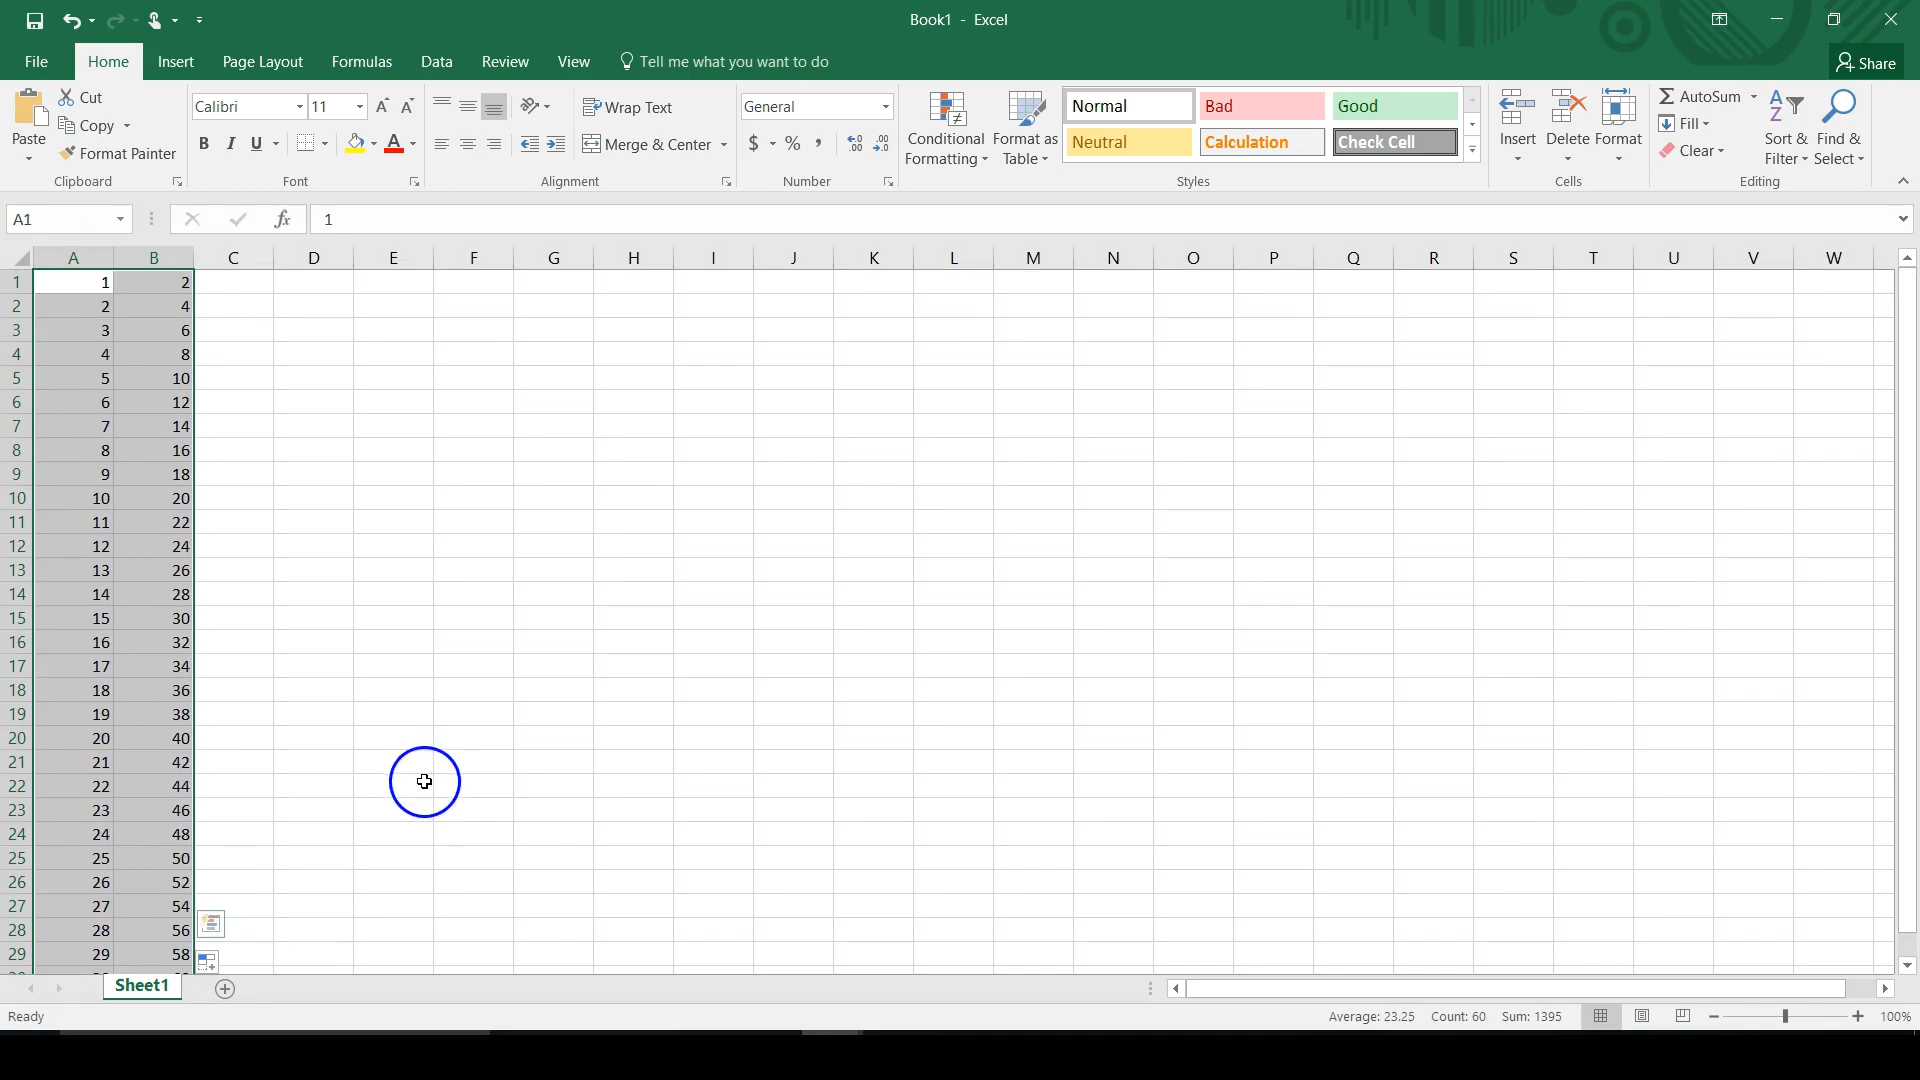 Book1 - Excel
File Home Insert Page Layout Formulas Data Review View Tell me what you want to do Share
Paste Cut Copy Format Painter
Calibri 11 B I U A A A
Wrap Text
Merge & Center
General
$ % ,
Conditional Formatting
Format as Table
Normal Bad Good
Neutral Calculation Check Cell
Insert Delete Format
AutoSum
Fill
Clear
Sort & Filter
Find & Select
Clipboard Font Alignment Number Styles Cells Editing
A1 fx 1
A B C D E F G H I J K L M N O P Q R S T U V W
1 1 2
2 2 4
3 3 6
4 4 8
5 5 10
6 6 12
7 7 14
8 8 16
9 9 18
10 10 20
11 11 22
12 12 24
13 13 26
14 14 28
15 15 30
16 16 32
17 17 34
18 18 36
19 19 38
20 20 40
21 21 42
22 22 44
23 23 46
24 24 48
25 25 50
26 26 52
27 27 54
28 28 56
29 29 58
Sheet1
Ready Average: 23.25 Count: 60 Sum: 1395 100%